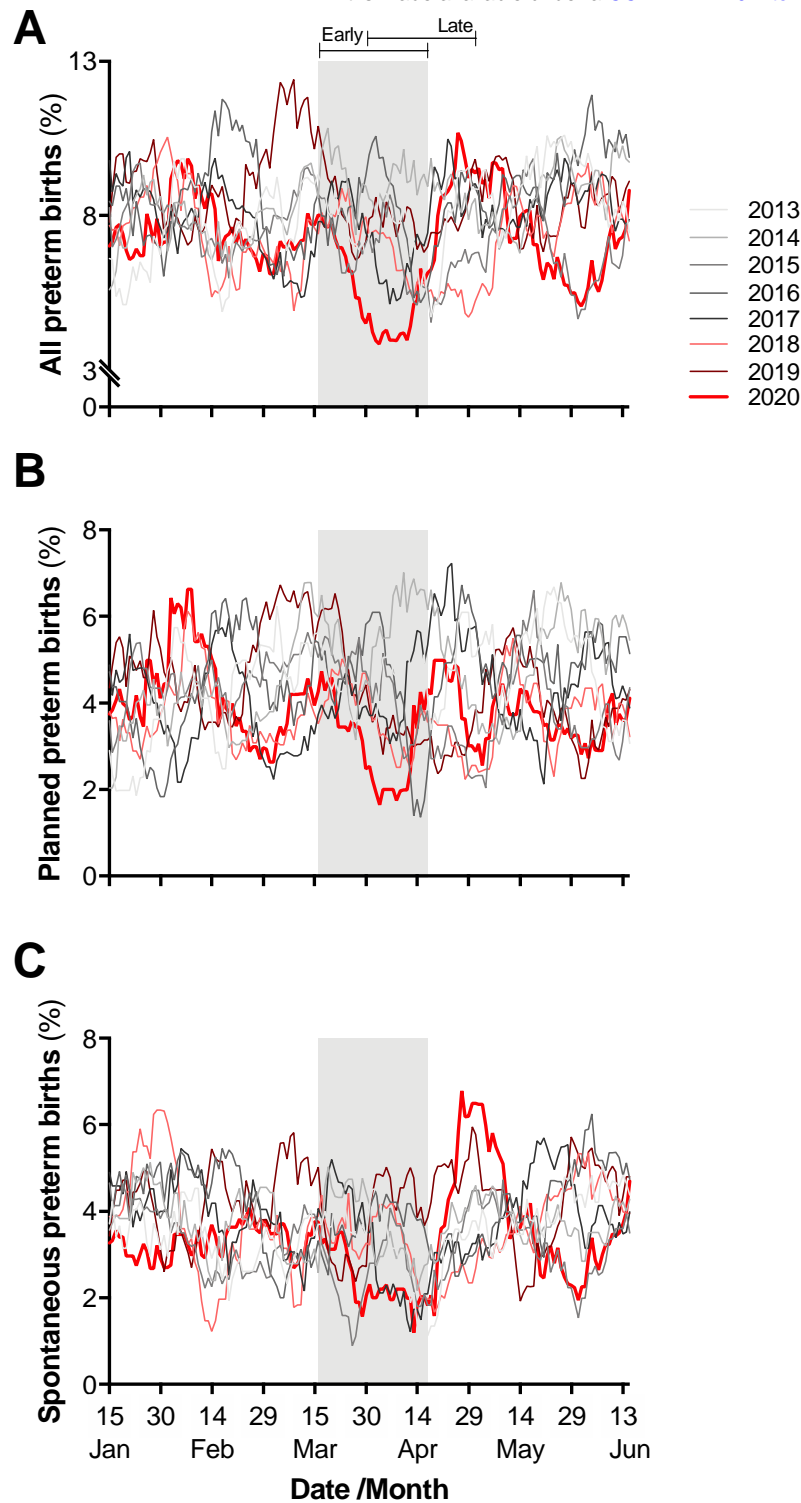 A
Early
Late
All preterm births (%)
13
8
3
0
2013
2014
2015
2016
2017
2018
2019
2020
B
Planned preterm births (%)
8
6
4
2
0
C
Spontaneous preterm births (%)
8
6
4
2
0
15 30 14 29 15 30 14 29 14 29 13
Jan Feb Mar Apr May Jun
Date /Month